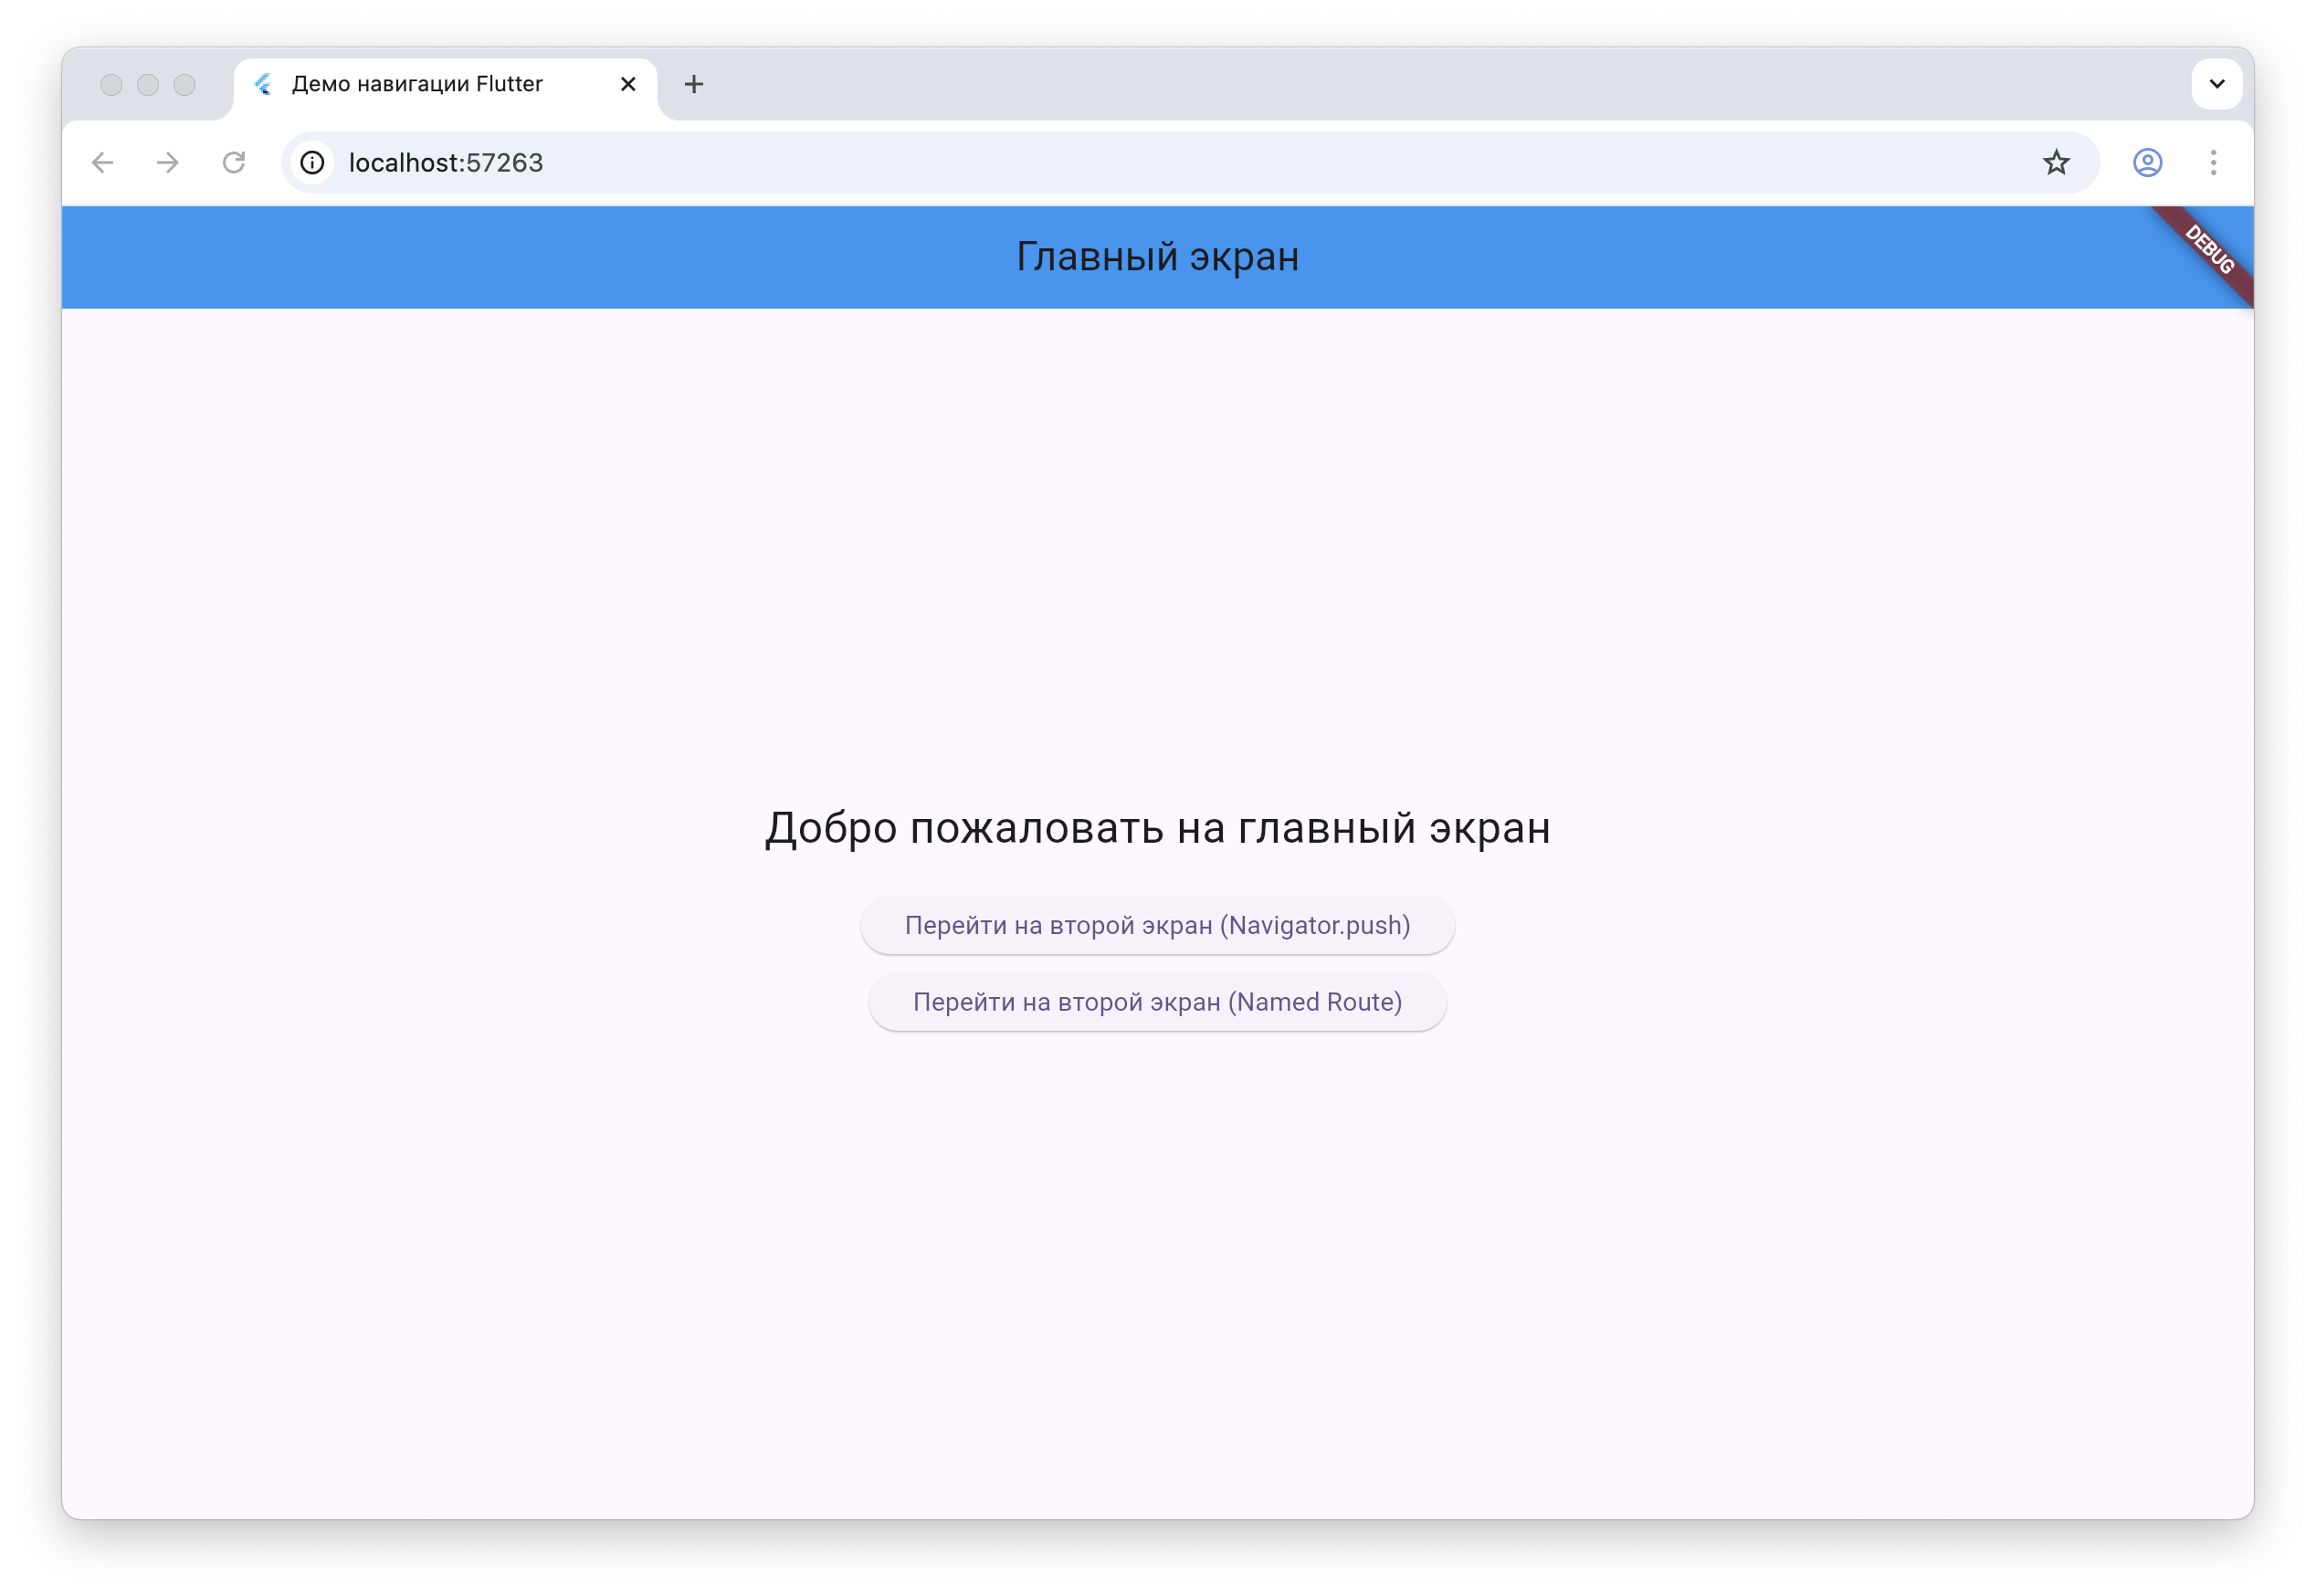 Демо навигации Flutter
localhost:57263
Главный экран
DEBUG
Добро пожаловать на главный экран
Перейти на второй экран (Navigator.push)
Перейти на второй экран (Named Route)